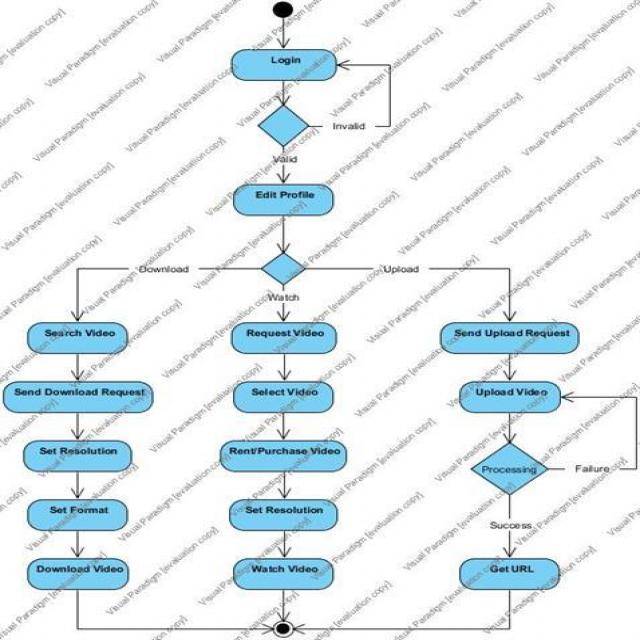 Login
Invalid
Valid
Edit Profile
Download
Upload
Watch
Search Video
Request Video
Send Upload Request
Send Download Request
Select Video
Upload Video
Set Resolution
Rent/Purchase Video
Processing
Failure
Set Format
Set Resolution
Success
Download Video
Watch Video
Get URL
Visual Paradigm [evaluation copy]